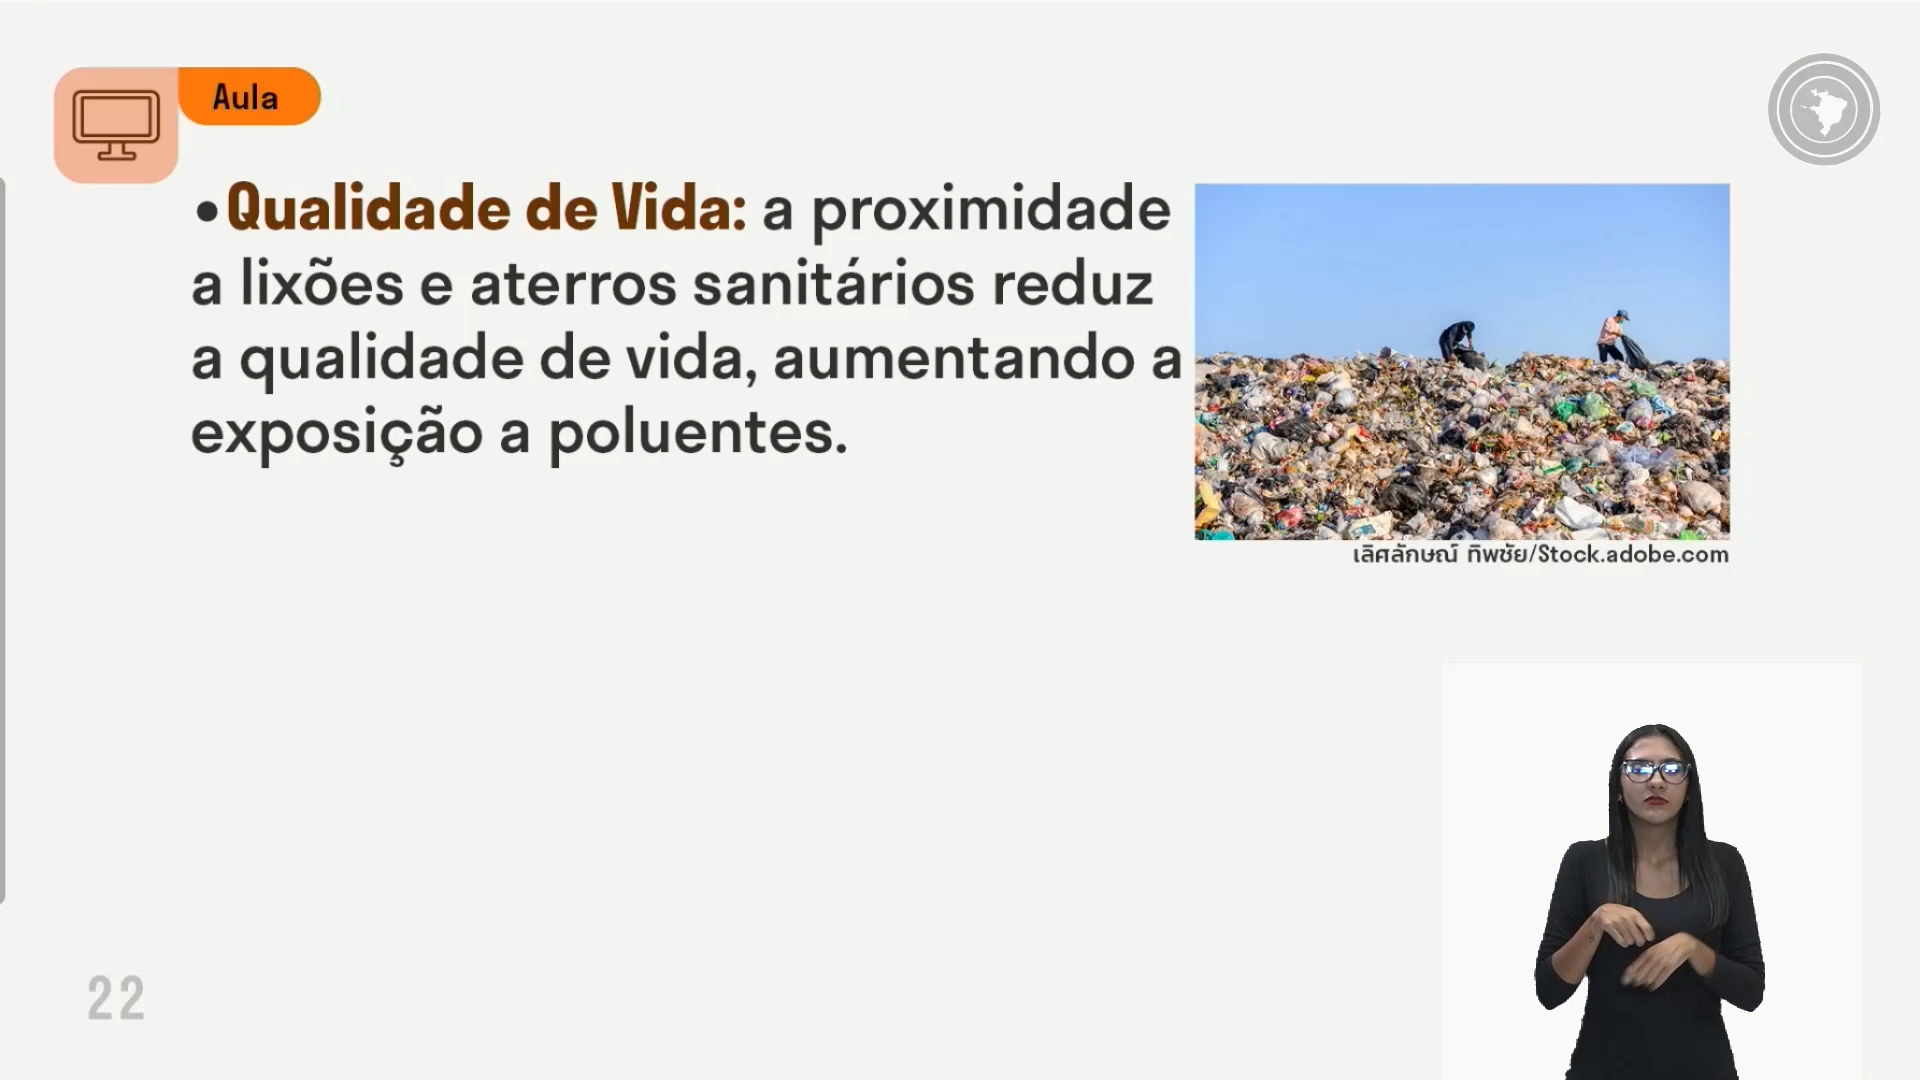 Aula
•Qualidade de Vida: a proximidade
a lixões e aterros sanitários reduz
a qualidade de vida, aumentando a
exposição a poluentes.
เลิศลักษณ์ ทิพชัย/Stock.adobe.com
22